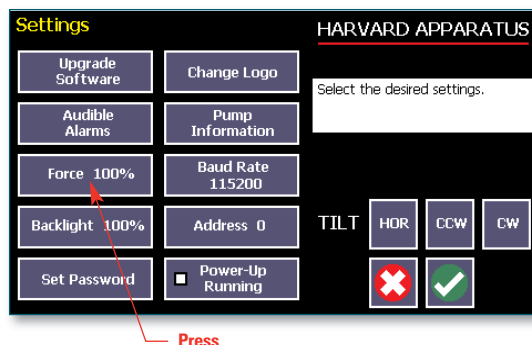 Settings
HARVARD APPARATUS
Upgrade
Software
Change Logo
Select the desired settings.
Audible
Alarms
Pump
Information
Force 100%
Baud Rate
115200
Backlight 100%
Address 0
TILT
HOR
CCW
CW
Set Password
Power-Up
Running
Press